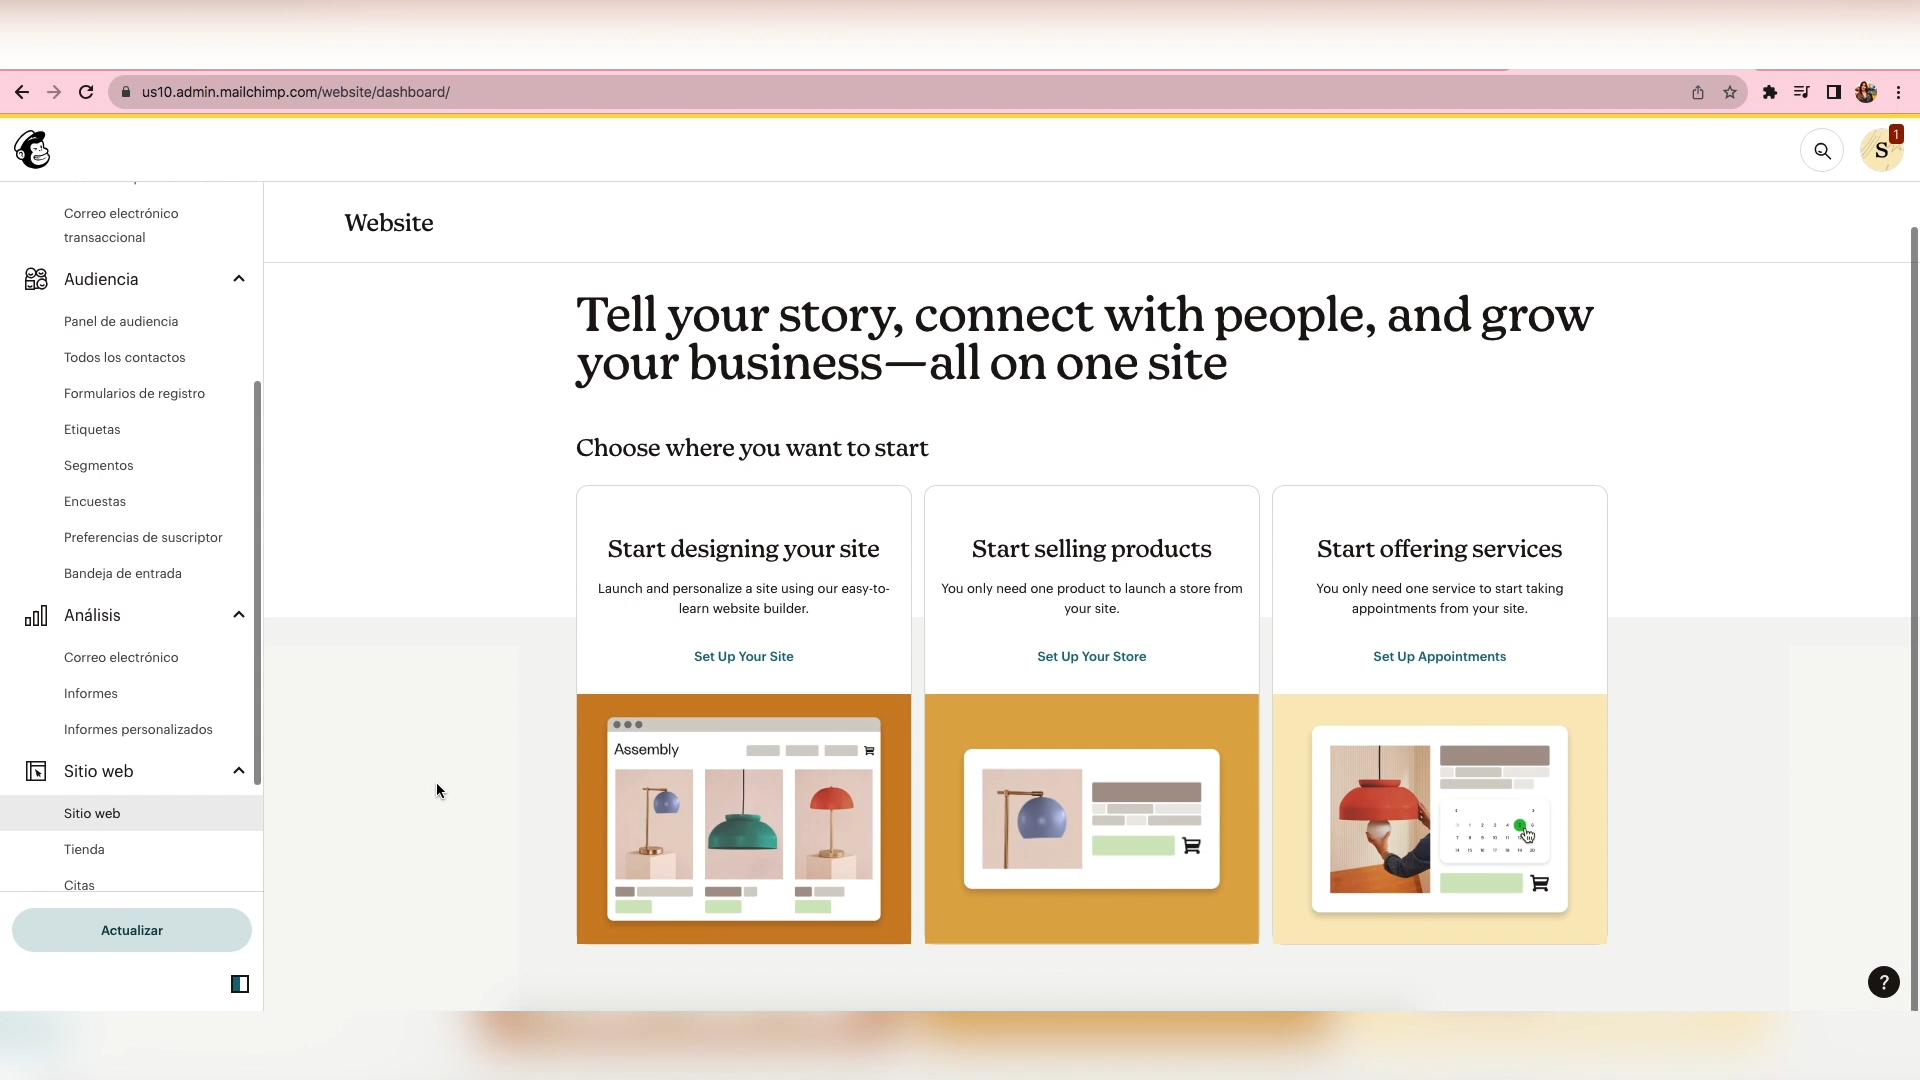 us10.admin.mailchimp.com/website/dashboard/
1
S
Correo electrónico
transaccional
Audiencia
Panel de audiencia
Todos los contactos
Formularios de registro
Etiquetas
Segmentos
Encuestas
Preferencias de suscriptor
Bandeja de entrada
Análisis
Correo electrónico
Informes
Informes personalizados
Sitio web
Sitio web
Tienda
Citas
Actualizar
Website
Tell your story, connect with people, and grow
your business—all on one site
Choose where you want to start
Start designing your site
Launch and personalize a site using our easy-to-
learn website builder.
Set Up Your Site
Assembly
Start selling products
You only need one product to launch a store from
your site.
Set Up Your Store
Start offering services
You only need one service to start taking
appointments from your site.
Set Up Appointments
?